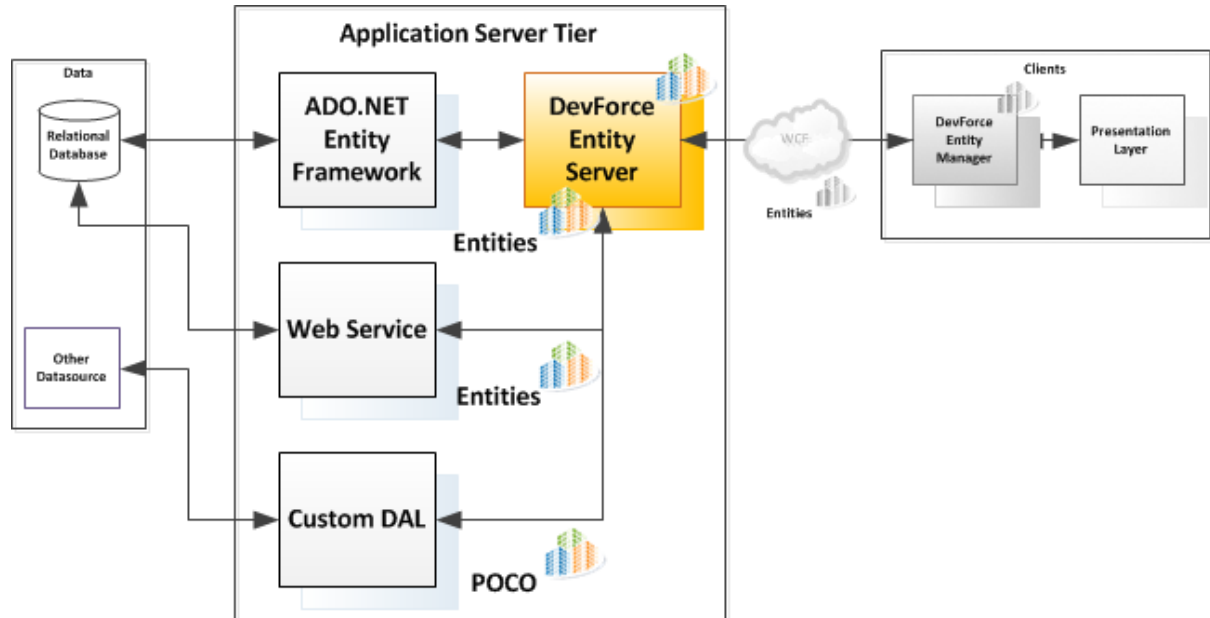 Application Server Tier
Data
Relational
Database
Other
Datasource
ADO.NET
Entity
Framework
DevForce
Entity
Server
Entities
Web Service
Entities
Custom DAL
POCO
WCF
Entities
Clients
DevForce
Entity
Manager
Presentation
Layer